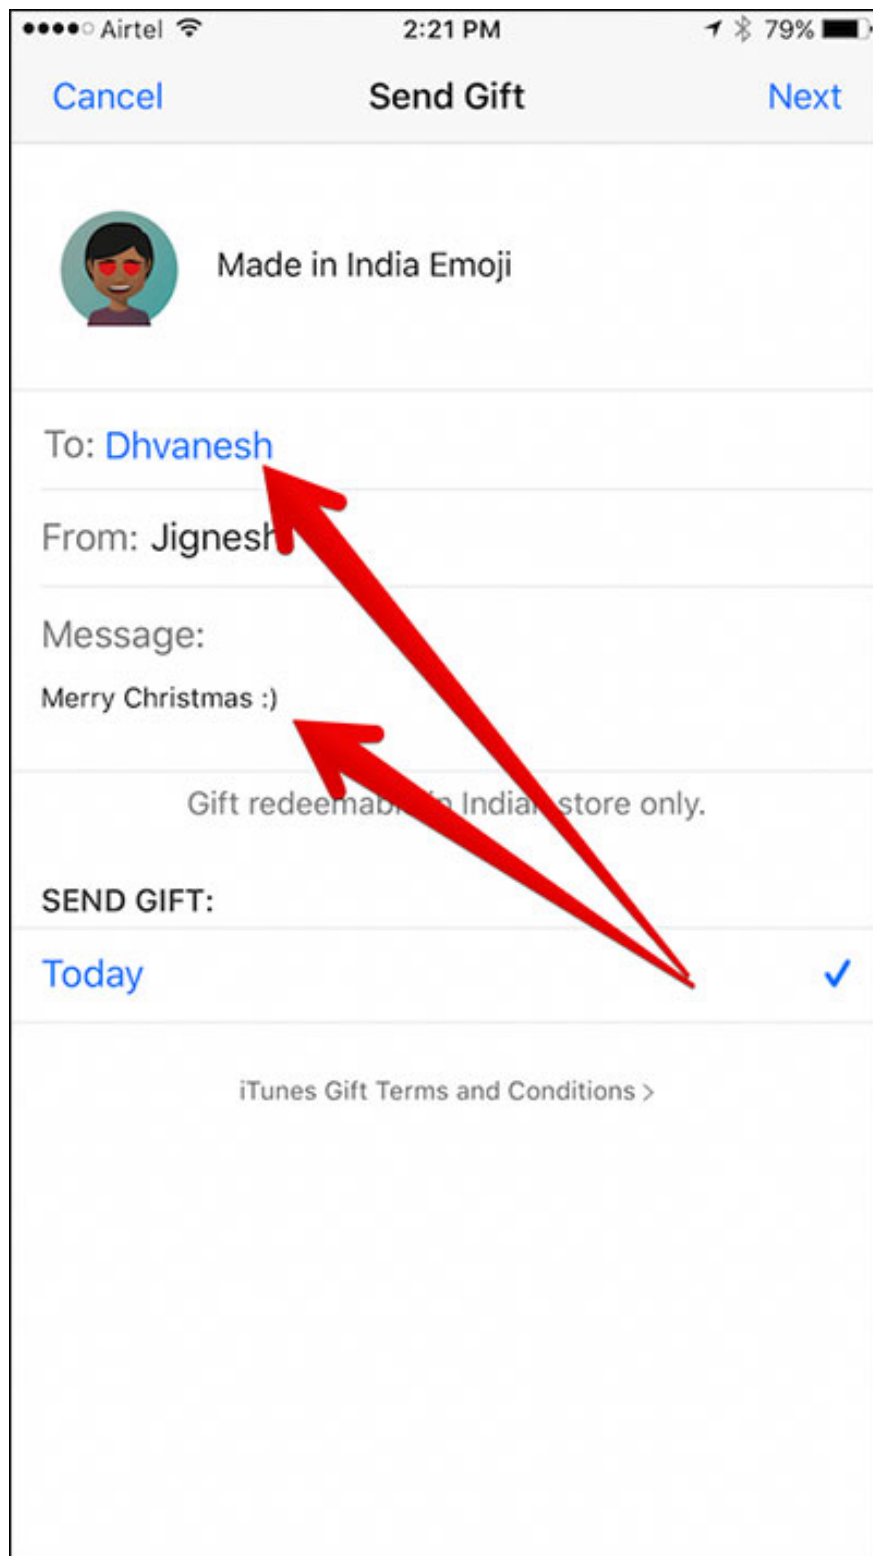 Airtel 2:21 PM 79%
Cancel Send Gift Next
Made in India Emoji
To: Dhvanesh
From: Jignesh
Message:
Merry Christmas :)
Gift redeemable in Indian store only.
SEND GIFT:
Today
iTunes Gift Terms and Conditions >